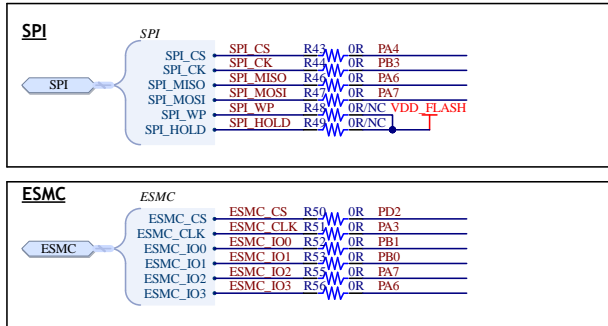 SPI
SPI
SPI
SPI_CS SPI_CS R43 0R PA4
SPI_CK SPI_CK R44 0R PB3
SPI_MISO SPI_MISO R46 0R PA6
SPI_MOSI SPI_MOSI R47 0R PA7
SPI_WP SPI_WP R48 0R/NC VDD_FLASH
SPI_HOLD SPI_HOLD R49 0R/NC
ESMC
ESMC
ESMC
ESMC_CS ESMC_CS R50 0R PD2
ESMC_CLK ESMC_CLK R51 0R PA3
ESMC_IO0 ESMC_IO0 R52 0R PB1
ESMC_IO1 ESMC_IO1 R53 0R PB0
ESMC_IO2 ESMC_IO2 R55 0R PA7
ESMC_IO3 ESMC_IO3 R56 0R PA6